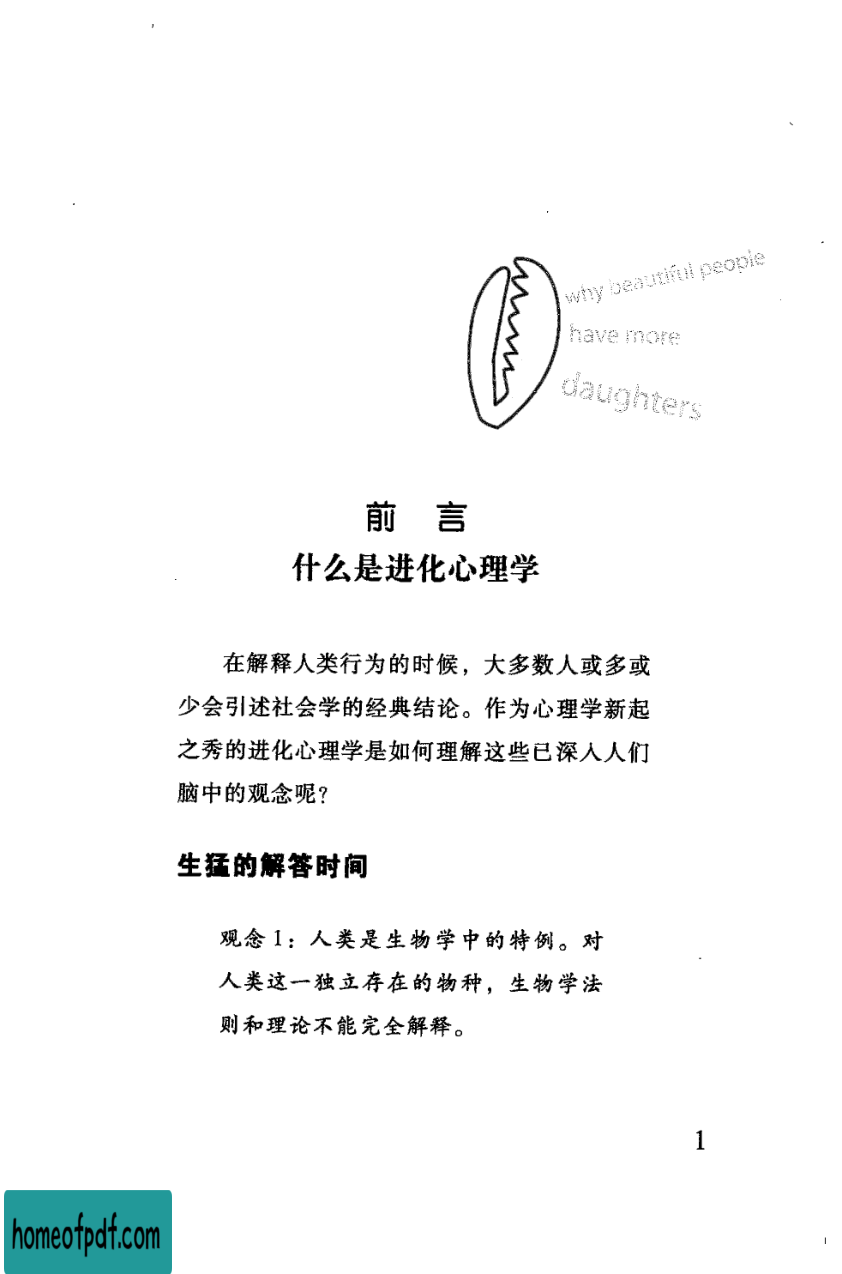 why beautiful people
have more
daughters
前 言
什么是进化心理学
在解释人类行为的时候，大多数人或多或
少会引述社会学的经典结论。作为心理学新起
之秀的进化心理学是如何理解这些已深入人们
脑中的观念呢？
生猛的解答时间
观念1：人类是生物学中的特例。对
人类这一独立存在的物种，生物学法
则和理论不能完全解释。
1
homeofpdf.com